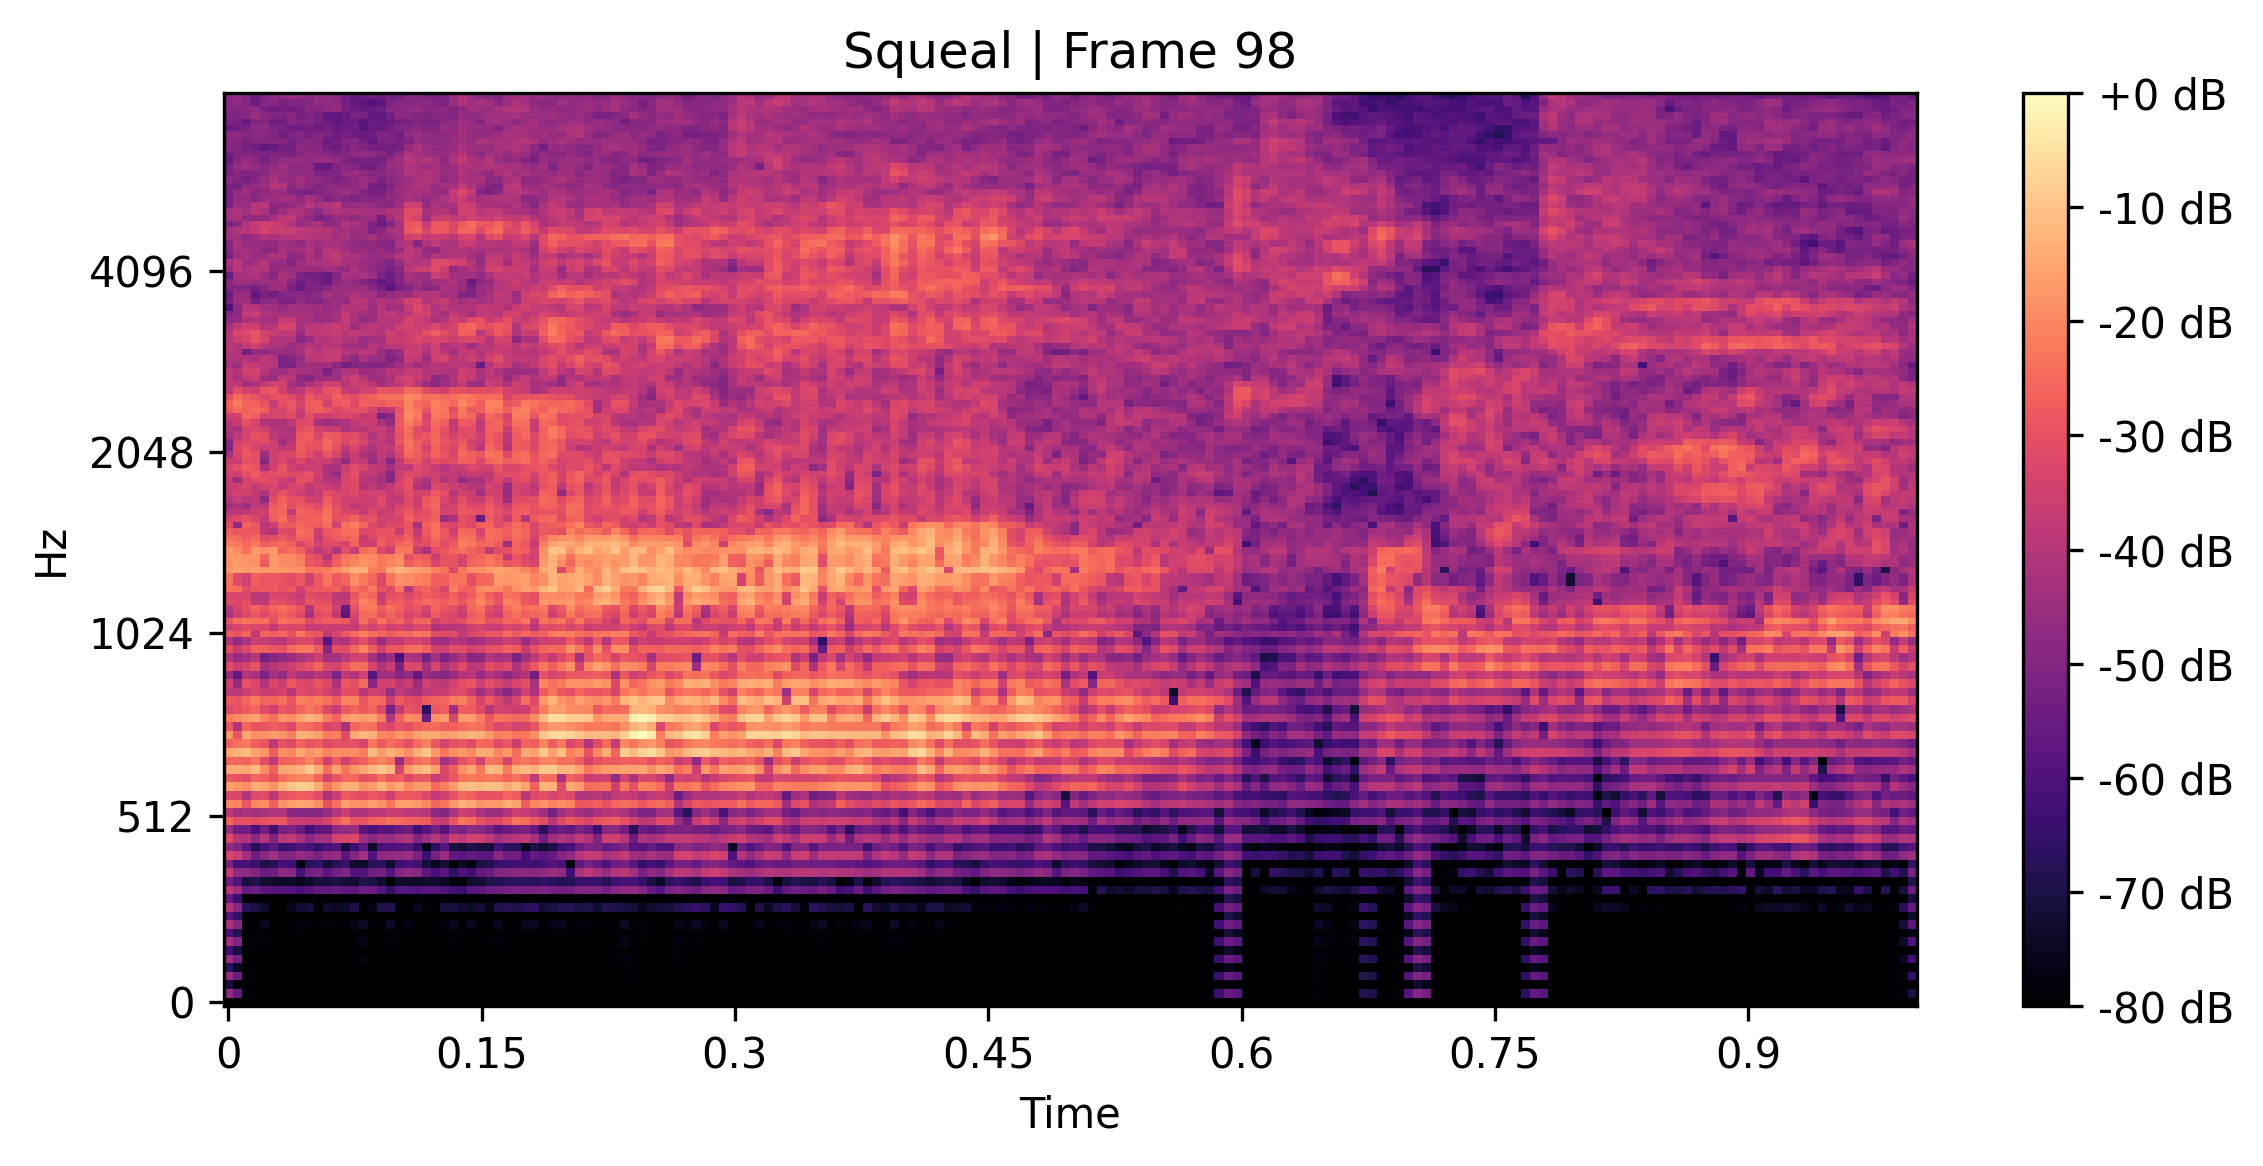 Squeal | Frame 98
+0 dB
-10 dB
-20 dB
-30 dB
-40 dB
-50 dB
-60 dB
-70 dB
-80 dB
4096
2048
1024
512
0
Hz
0 0.15 0.3 0.45 0.6 0.75 0.9
Time